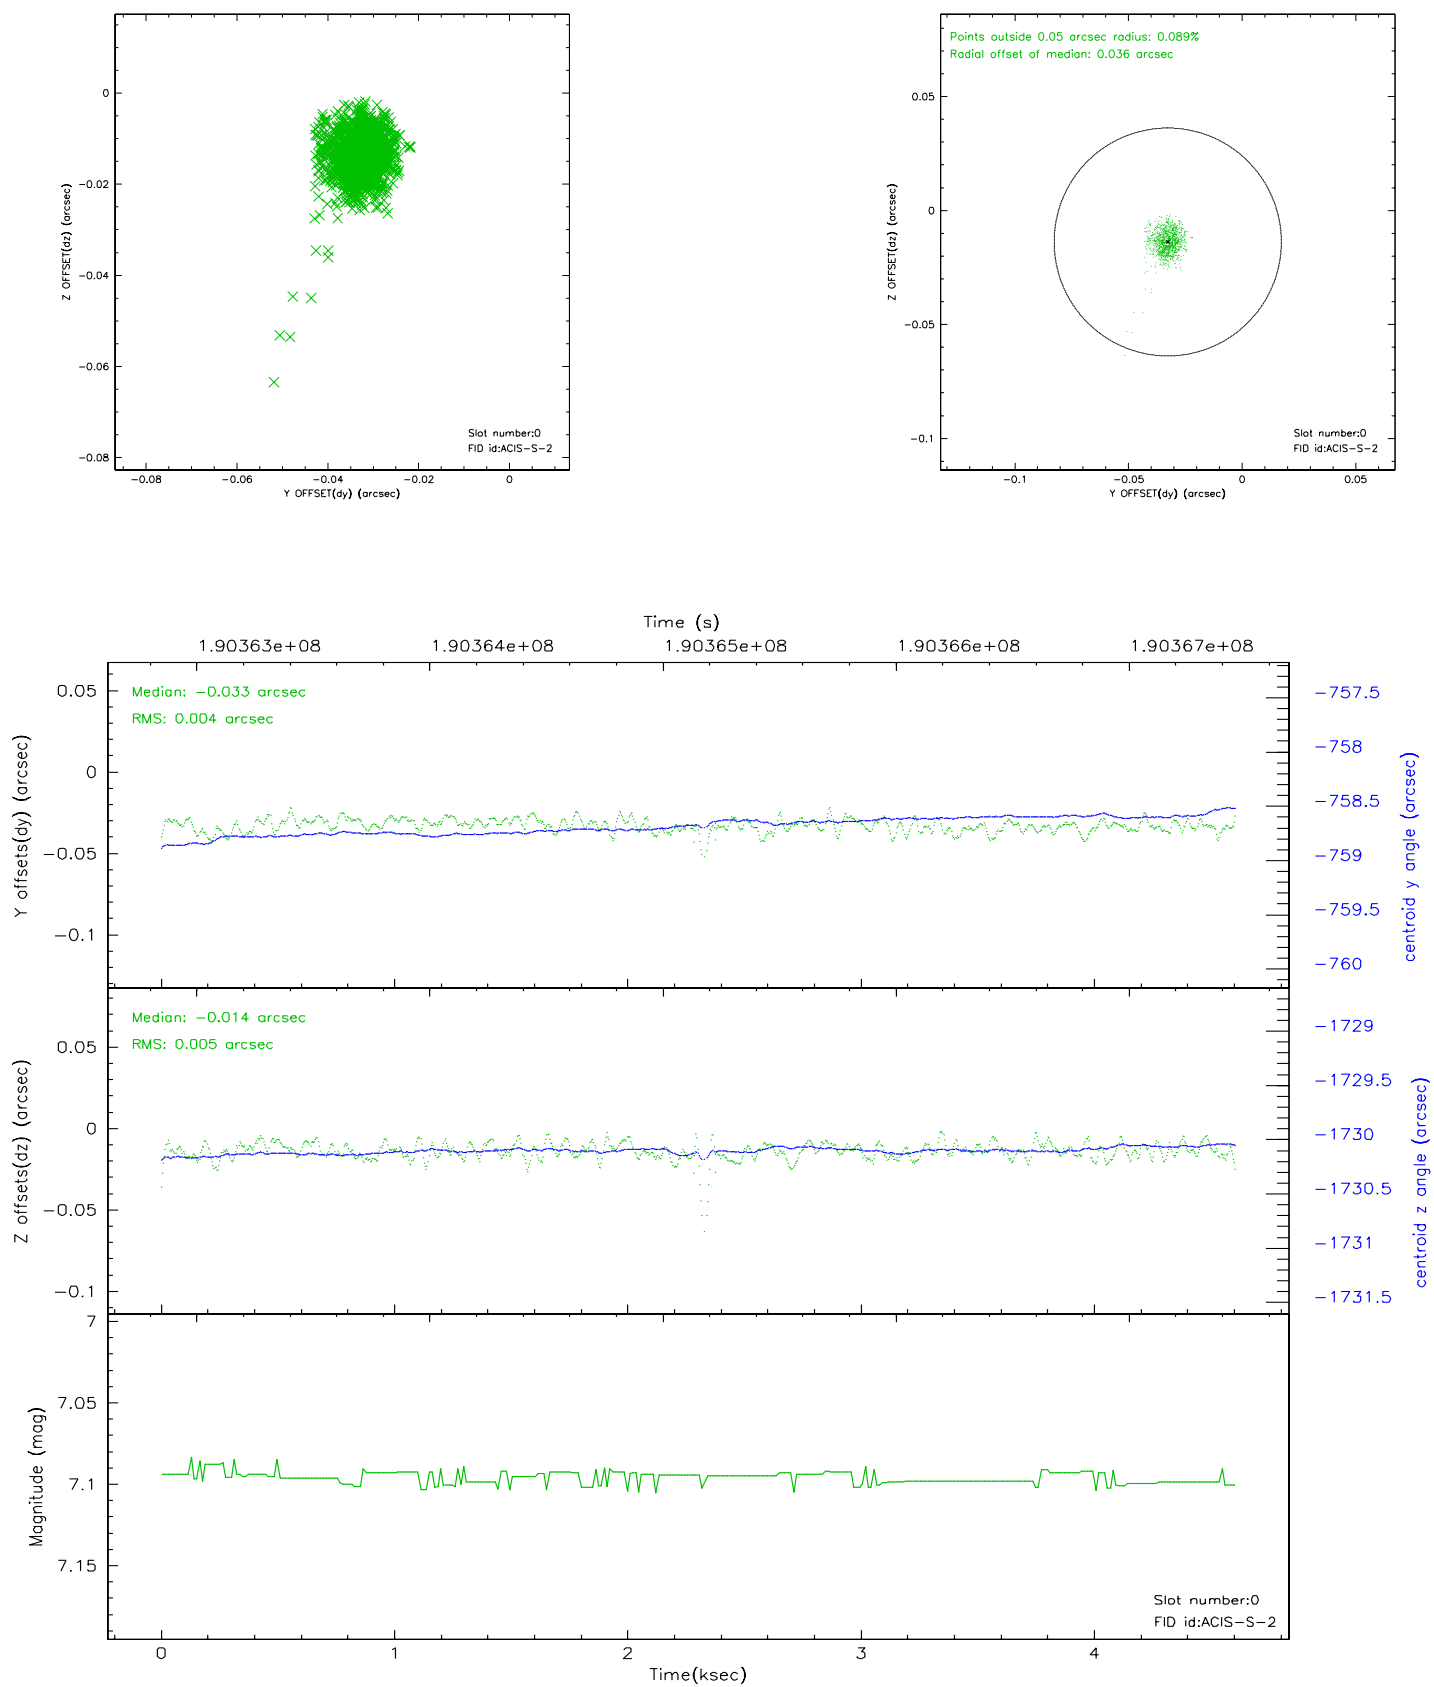 0
-0.02
-0.04
-0.06
-0.08
Z OFFSET(dz) (arcsec)
Slot number:0
FID id:ACIS-S-2
-0.08
-0.06
-0.04
-0.02
0
Y OFFSET(dy) (arcsec)
Points outside 0.05 arcsec radius: 0.089%
Radial offset of median: 0.036 arcsec
0.05
0
-0.05
-0.1
Z OFFSET(dz) (arcsec)
Slot number:0
FID id:ACIS-S-2
-0.1
-0.05
0
0.05
Y OFFSET(dy) (arcsec)
Time (s)
1.90363e+08
1.90364e+08
1.90365e+08
1.90366e+08
1.90367e+08
Median: -0.033 arcsec
RMS: 0.004 arcsec
0.05
0
-0.05
-0.1
Y offsets(dy) (arcsec)
-757.5
-758
-758.5
-759
-759.5
-760
centroid y angle (arcsec)
Median: -0.014 arcsec
RMS: 0.005 arcsec
0.05
0
-0.05
-0.1
Z offsets(dz) (arcsec)
-1729
-1729.5
-1730
-1730.5
-1731
-1731.5
centroid z angle (arcsec)
7
7.05
7.1
7.15
Magnitude (mag)
Slot number:0
FID id:ACIS-S-2
0
1
2
3
4
Time(ksec)